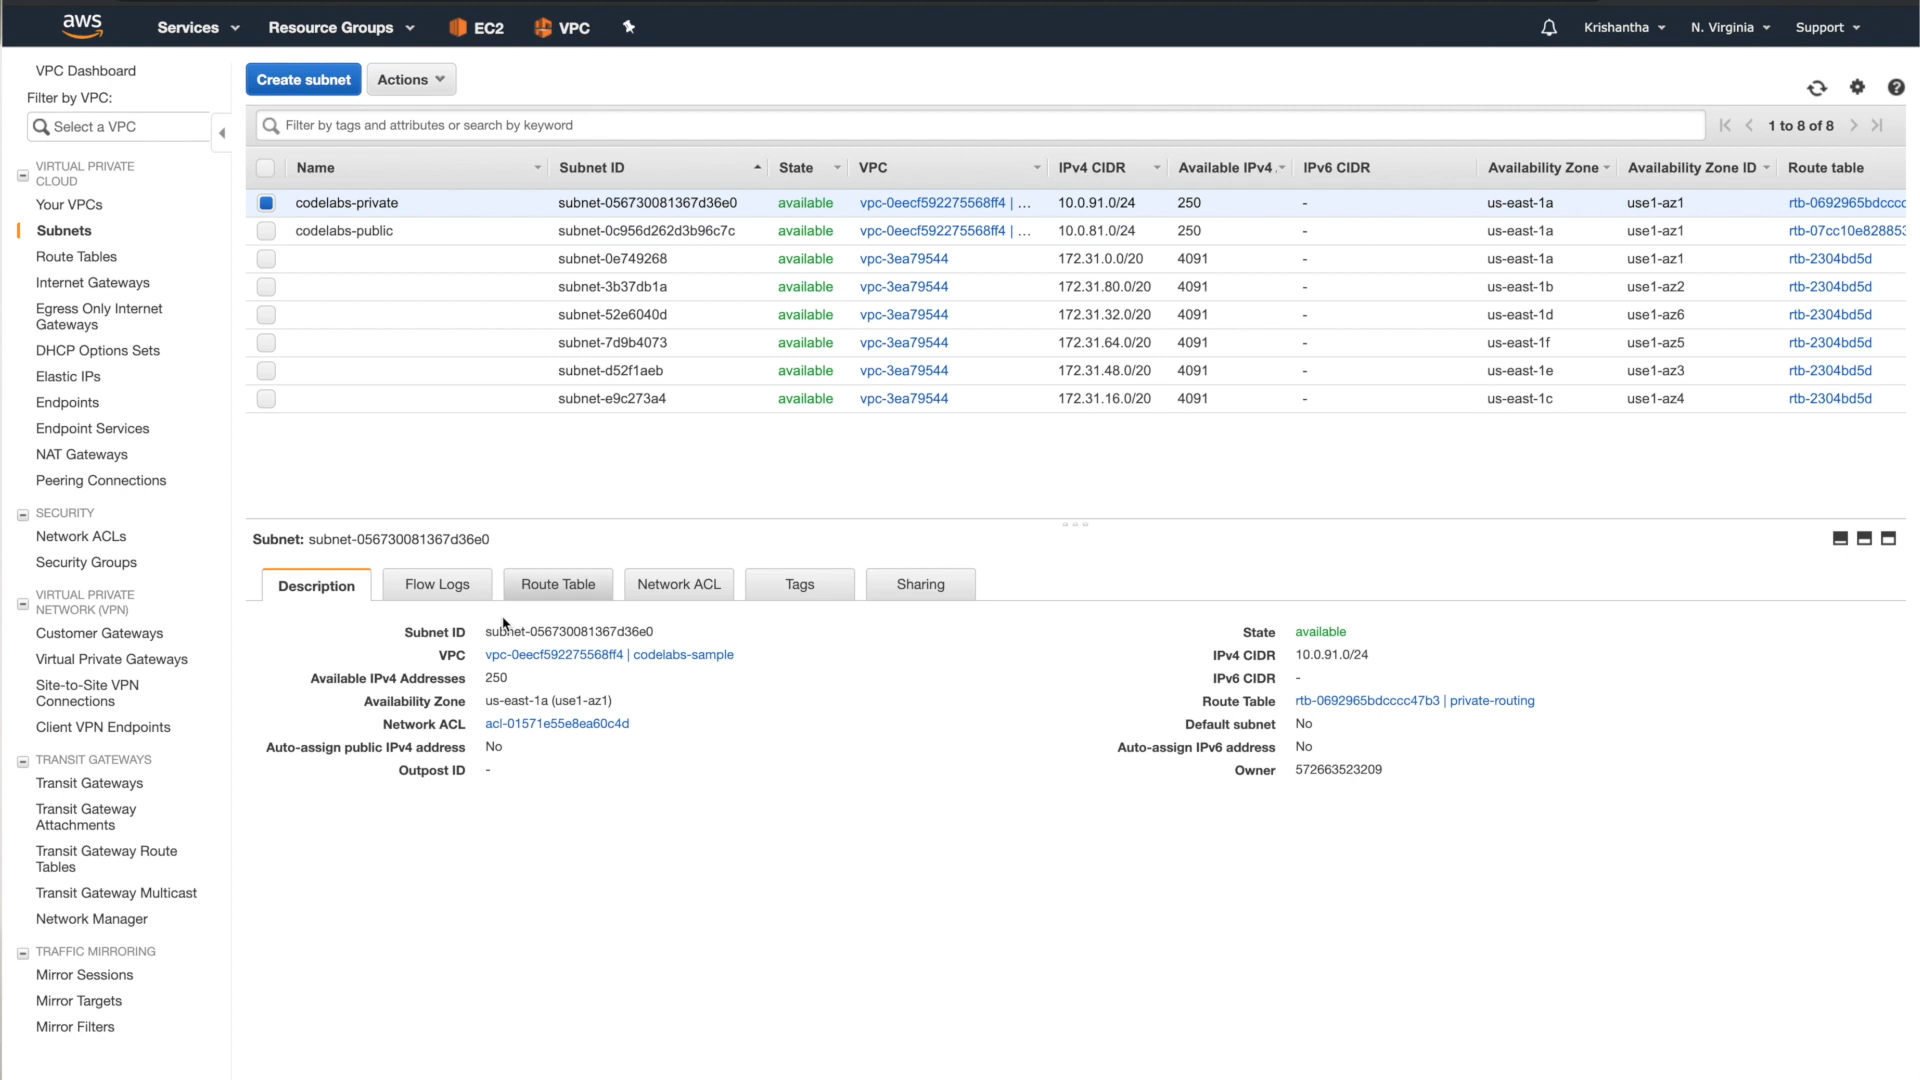 aws Services Resource Groups EC2 VPC Krishantha N. Virginia Support
VPC Dashboard
Filter by VPC:
Select a VPC
VIRTUAL PRIVATE
CLOUD
Your VPCs
Subnets
Route Tables
Internet Gateways
Egress Only Internet
Gateways
DHCP Options Sets
Elastic IPs
Endpoints
Endpoint Services
NAT Gateways
Peering Connections
SECURITY
Network ACLs
Security Groups
VIRTUAL PRIVATE
NETWORK (VPN)
Customer Gateways
Virtual Private Gateways
Site-to-Site VPN
Connections
Client VPN Endpoints
TRANSIT GATEWAYS
Transit Gateways
Transit Gateway
Attachments
Transit Gateway Route
Tables
Transit Gateway Multicast
Network Manager
TRAFFIC MIRRORING
Mirror Sessions
Mirror Targets
Mirror Filters
Create subnet Actions
Filter by tags and attributes or search by keyword 1 to 8 of 8
Name Subnet ID State VPC IPv4 CIDR Available IPv4 IPv6 CIDR Availability Zone Availability Zone ID Route table
codelabs-private subnet-056730081367d36e0 available vpc-0eecf592275568ff4 | ... 10.0.91.0/24 250 - us-east-1a use1-az1 rtb-0692965bdcccc
codelabs-public subnet-0c956d262d3b96c7c available vpc-0eecf592275568ff4 | ... 10.0.81.0/24 250 - us-east-1a use1-az1 rtb-07cc10e828853
subnet-0e749268 available vpc-3ea79544 172.31.0.0/20 4091 - us-east-1a use1-az1 rtb-2304bd5d
subnet-3b37db1a available vpc-3ea79544 172.31.80.0/20 4091 - us-east-1b use1-az2 rtb-2304bd5d
subnet-52e6040d available vpc-3ea79544 172.31.32.0/20 4091 - us-east-1d use1-az6 rtb-2304bd5d
subnet-7d9b4073 available vpc-3ea79544 172.31.64.0/20 4091 - us-east-1f use1-az5 rtb-2304bd5d
subnet-d52f1aeb available vpc-3ea79544 172.31.48.0/20 4091 - us-east-1e use1-az3 rtb-2304bd5d
subnet-e9c273a4 available vpc-3ea79544 172.31.16.0/20 4091 - us-east-1c use1-az4 rtb-2304bd5d
Subnet: subnet-056730081367d36e0
Description Flow Logs Route Table Network ACL Tags Sharing
Subnet ID subnet-056730081367d36e0 State available
VPC vpc-0eecf592275568ff4 | codelabs-sample IPv4 CIDR 10.0.91.0/24
Available IPv4 Addresses 250 IPv6 CIDR -
Availability Zone us-east-1a (use1-az1) Route Table rtb-0692965bdcccc47b3 | private-routing
Network ACL acl-01571e55e8ea60c4d Default subnet No
Auto-assign public IPv4 address No Auto-assign IPv6 address No
Outpost ID - Owner 572663523209